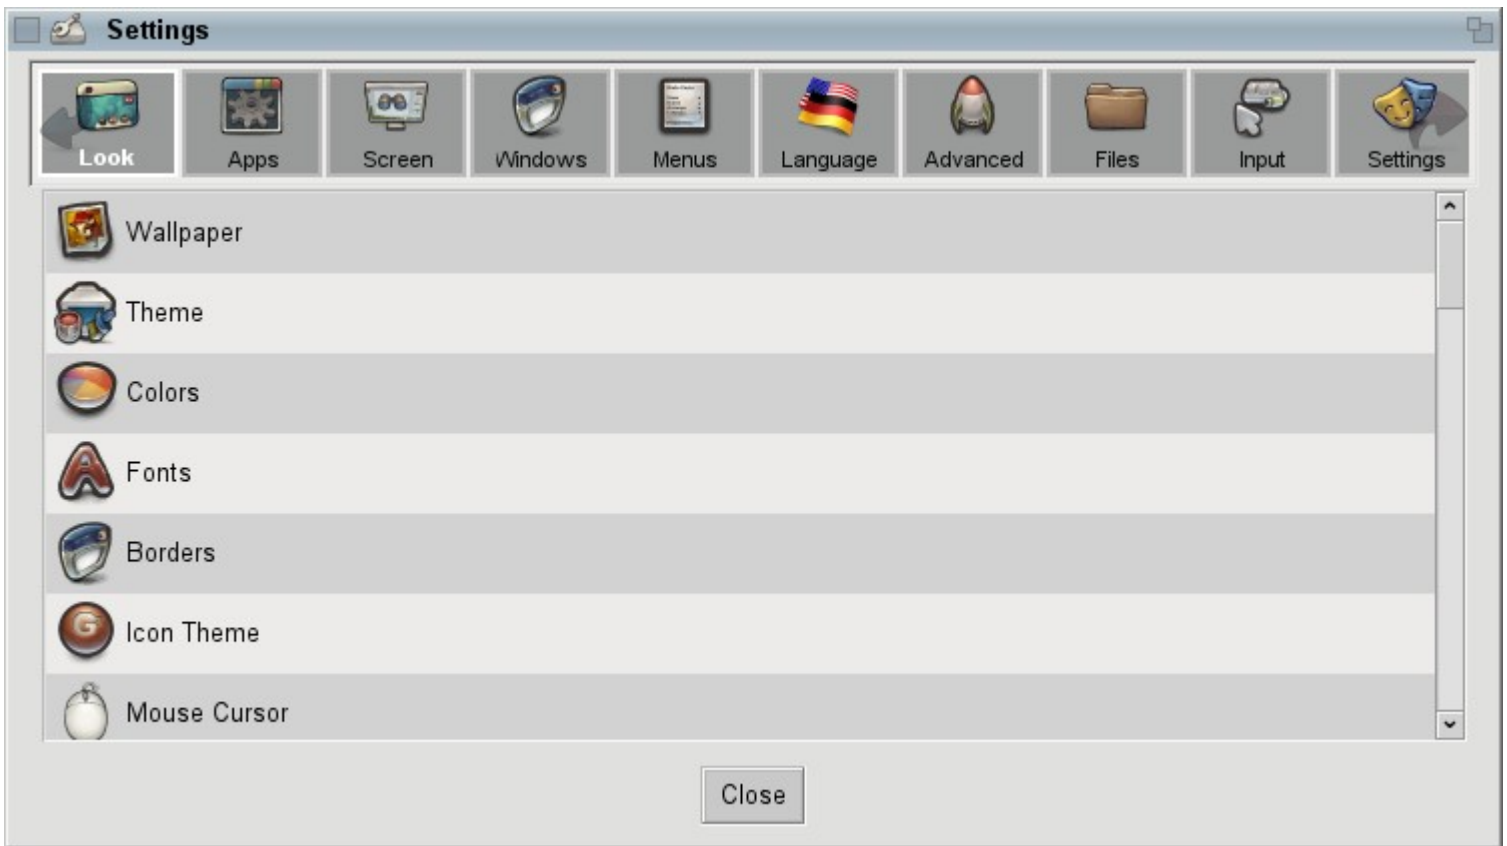 Settings
Look Apps Screen Windows Menus Language Advanced Files Input Settings
Wallpaper
Theme
Colors
Fonts
Borders
Icon Theme
Mouse Cursor
Close